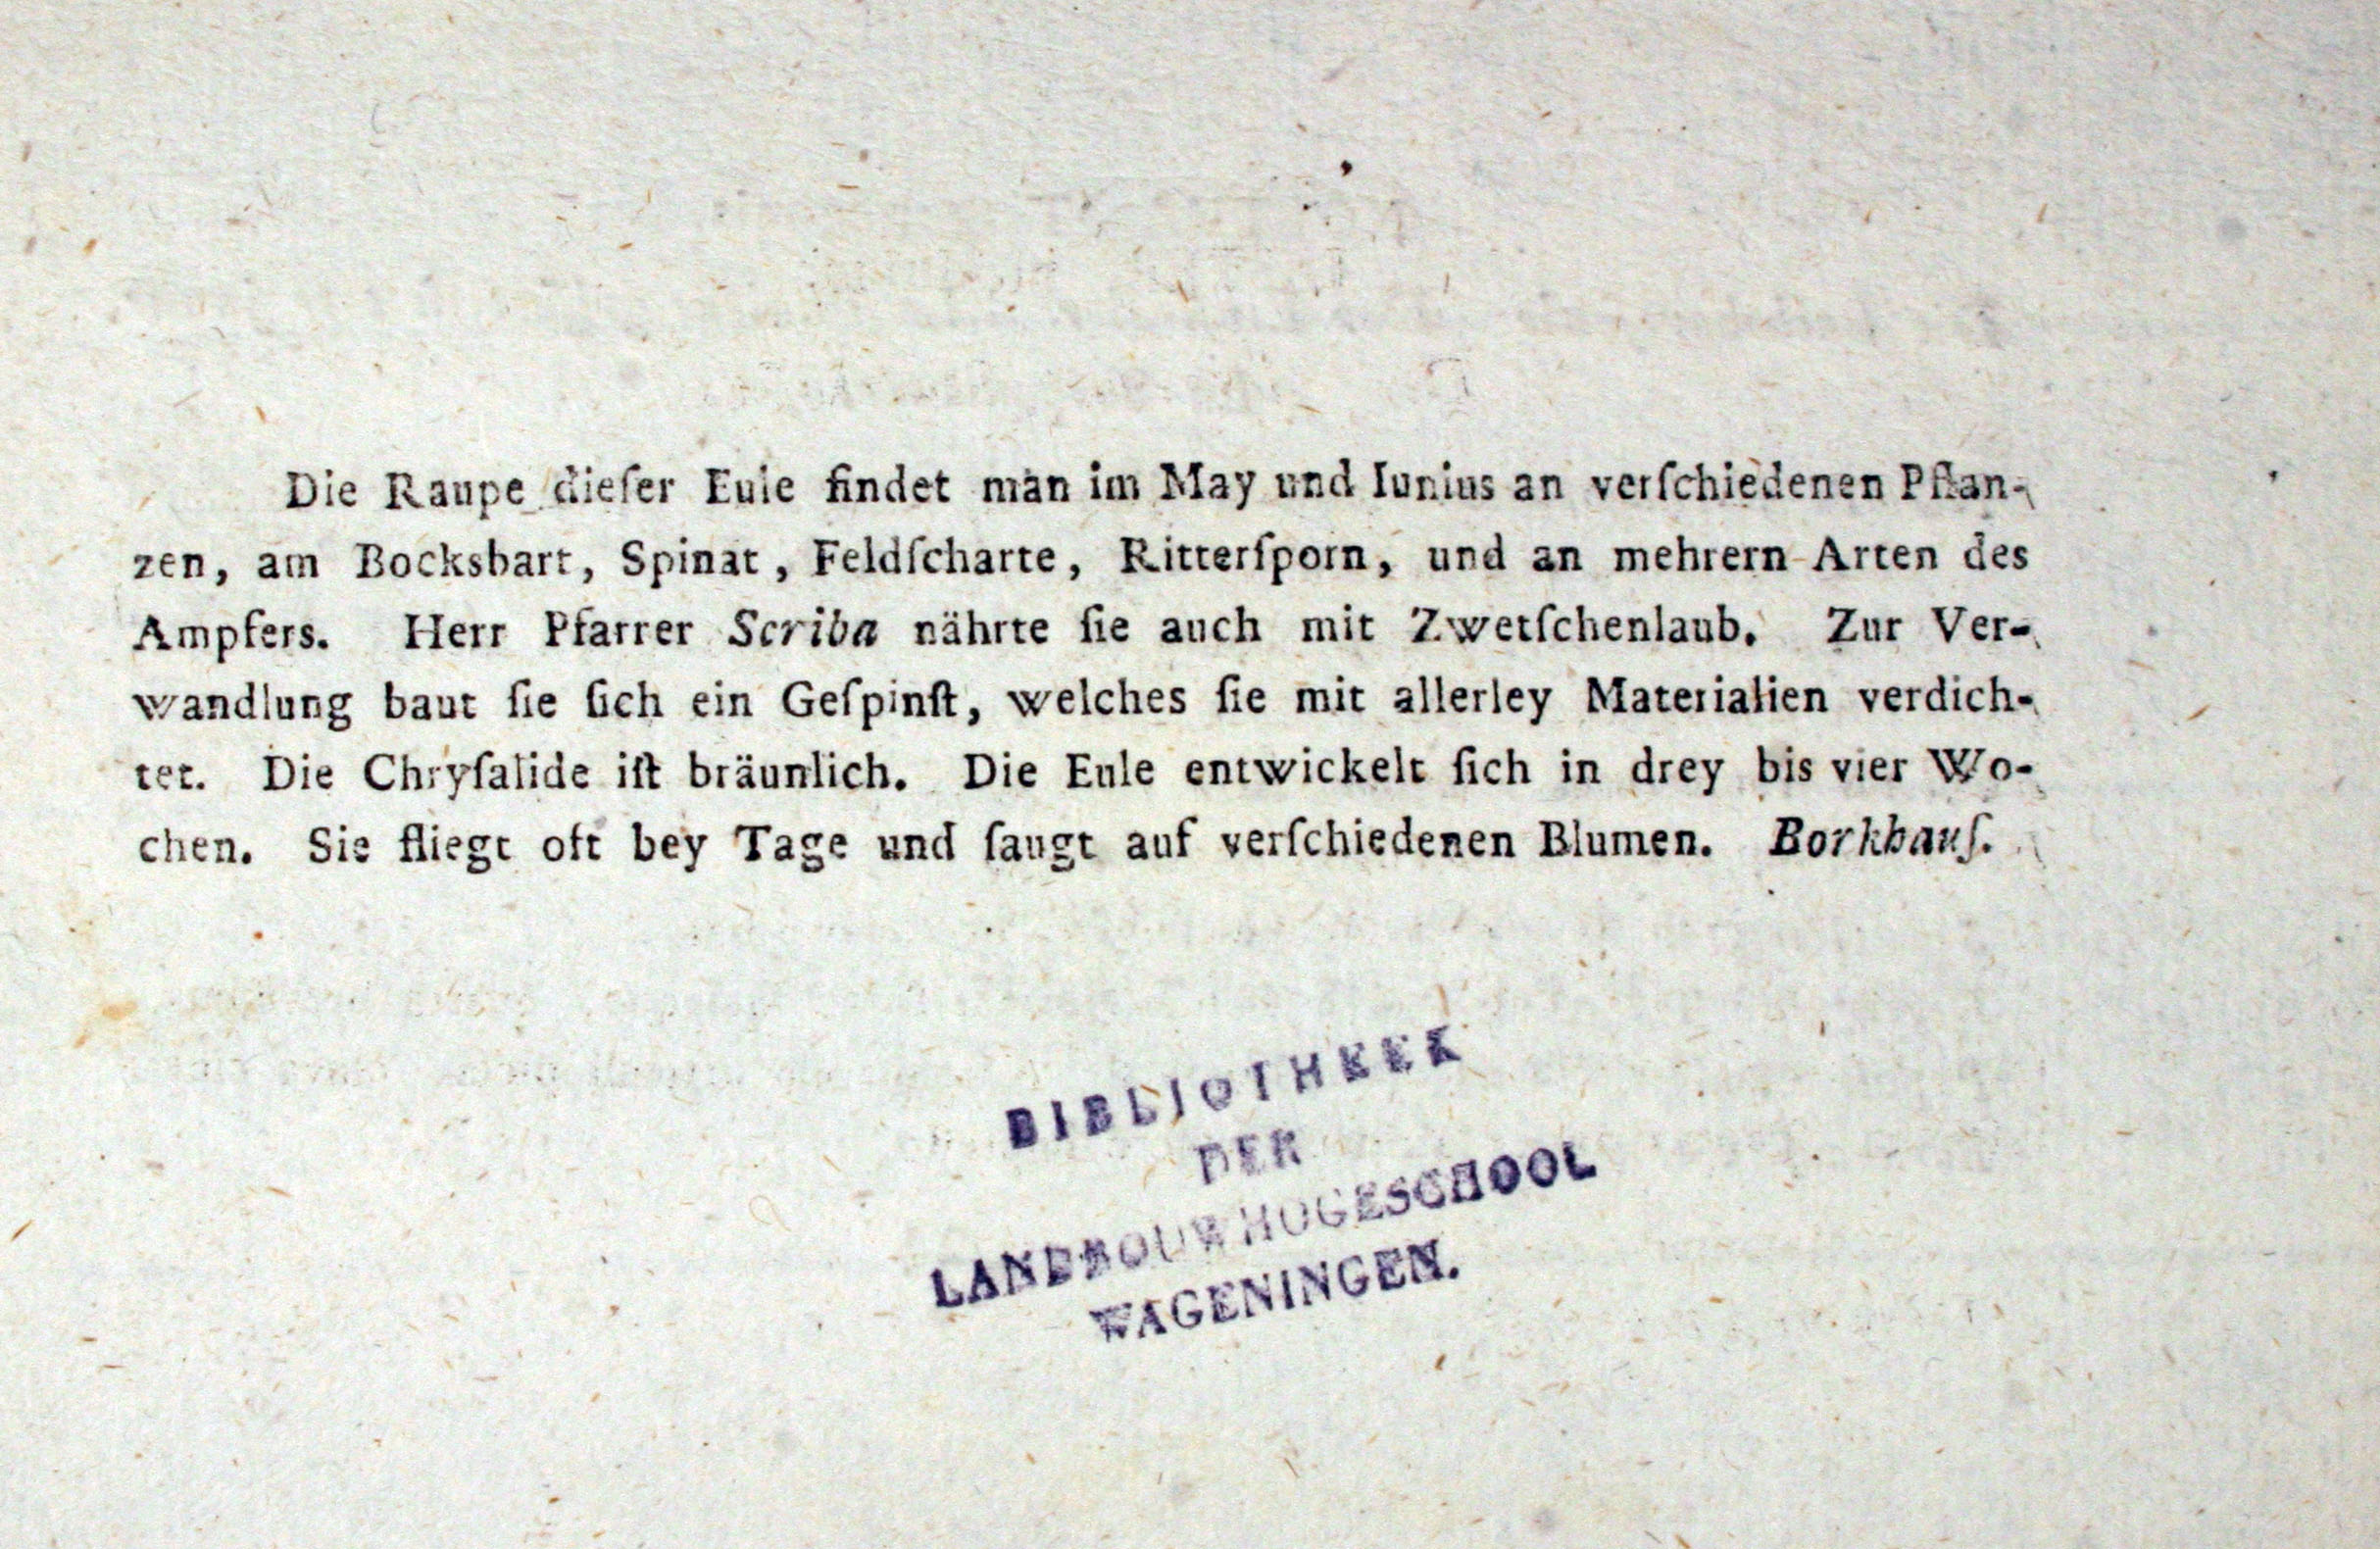 Die Raupe dieſer Eule findet man im May und Iunius an verſchiedenen Pflan-
zen, am Bocksbart, Spinat, Feldſcharte, Ritterſporn, und an mehrern Arten des
Ampfers. Herr Pfarrer Scriba nährte ſie auch mit Zwetſchenlaub. Zur Ver-
wandlung baut ſie ſich ein Geſpinſt, welches ſie mit allerley Materialien verdich-
tet. Die Chryſalide iſt bräunlich. Die Eule entwickelt ſich in drey bis vier Wo-
chen. Sie fliegt oft bey Tage und ſaugt auf verſchiedenen Blumen. Borkhauſ.
BIBLIOTHEEK
DER
LANDBOUWHOGESCHOOL
WAGENINGEN.